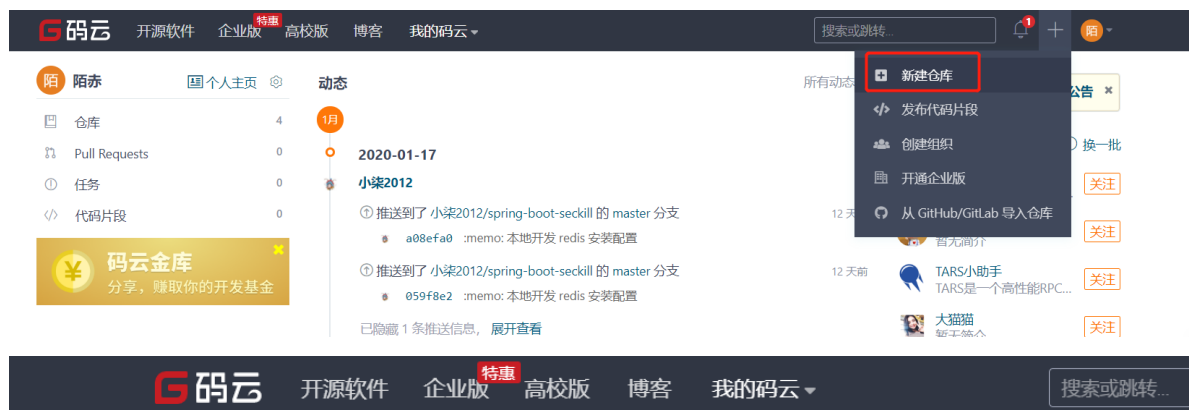 G码云 开源软件 企业版 特惠 高校版 博客 我的码云 搜索或跳转... 1 陌
陌 陌赤 个人主页 动态 所有动态 新建仓库 公告 ×
仓库 4 1月 发布代码片段
Pull Requests 0 2020-01-17 创建组织 换一批
任务 0 小柒2012 开通企业版 关注
代码片段 0 推送到了 小柒2012/spring-boot-seckill 的 master 分支 12 天 从 GitHub/GitLab 导入仓库
a08efa0 :memo: 本地开发 redis 安装配置 暂无简介 关注
码云金库
分享，赚取你的开发基金
推送到了 小柒2012/spring-boot-seckill 的 master 分支 12 天前 TARS小助手 关注
059f8e2 :memo: 本地开发 redis 安装配置 TARS是一个高性能RPC...
已隐藏 1 条推送信息， 展开查看 大猫猫 关注
暂无简介
G码云 开源软件 企业版 特惠 高校版 博客 我的码云 搜索或跳转...